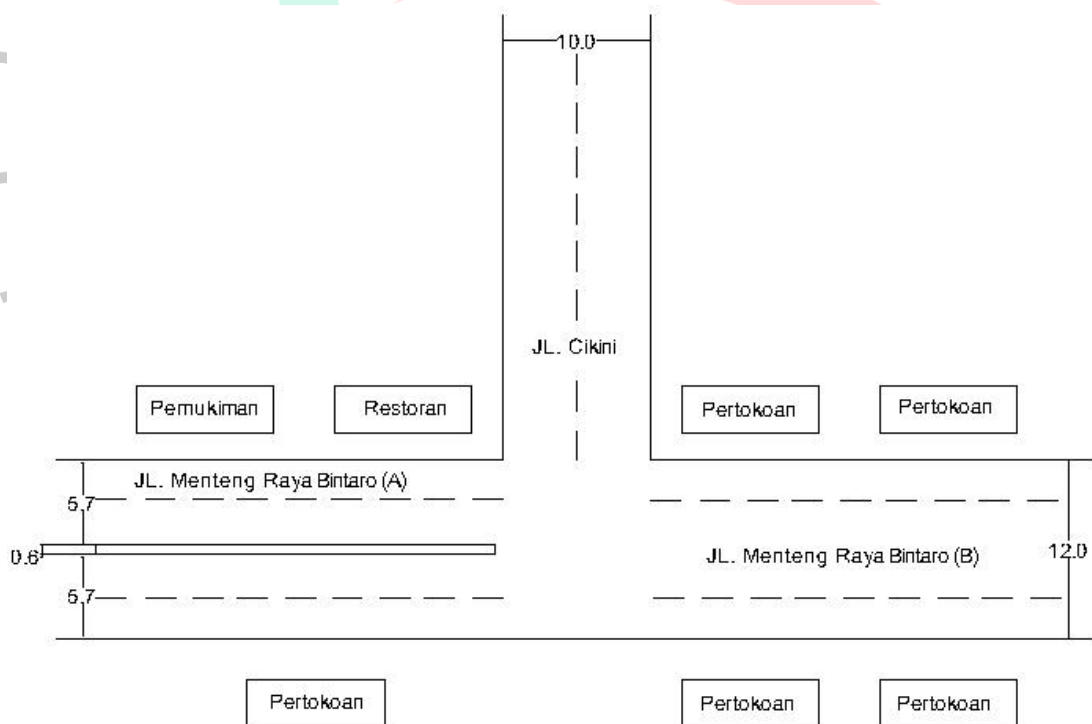 10.0
JL. Cikini
Pemukiman
Restoran
Pertokoan
Pertokoan
JL. Menteng Raya Bintaro (A)
5.7
0.6
JL. Menteng Raya Bintaro (B)
12.0
5.7
Pertokoan
Pertokoan
Pertokoan